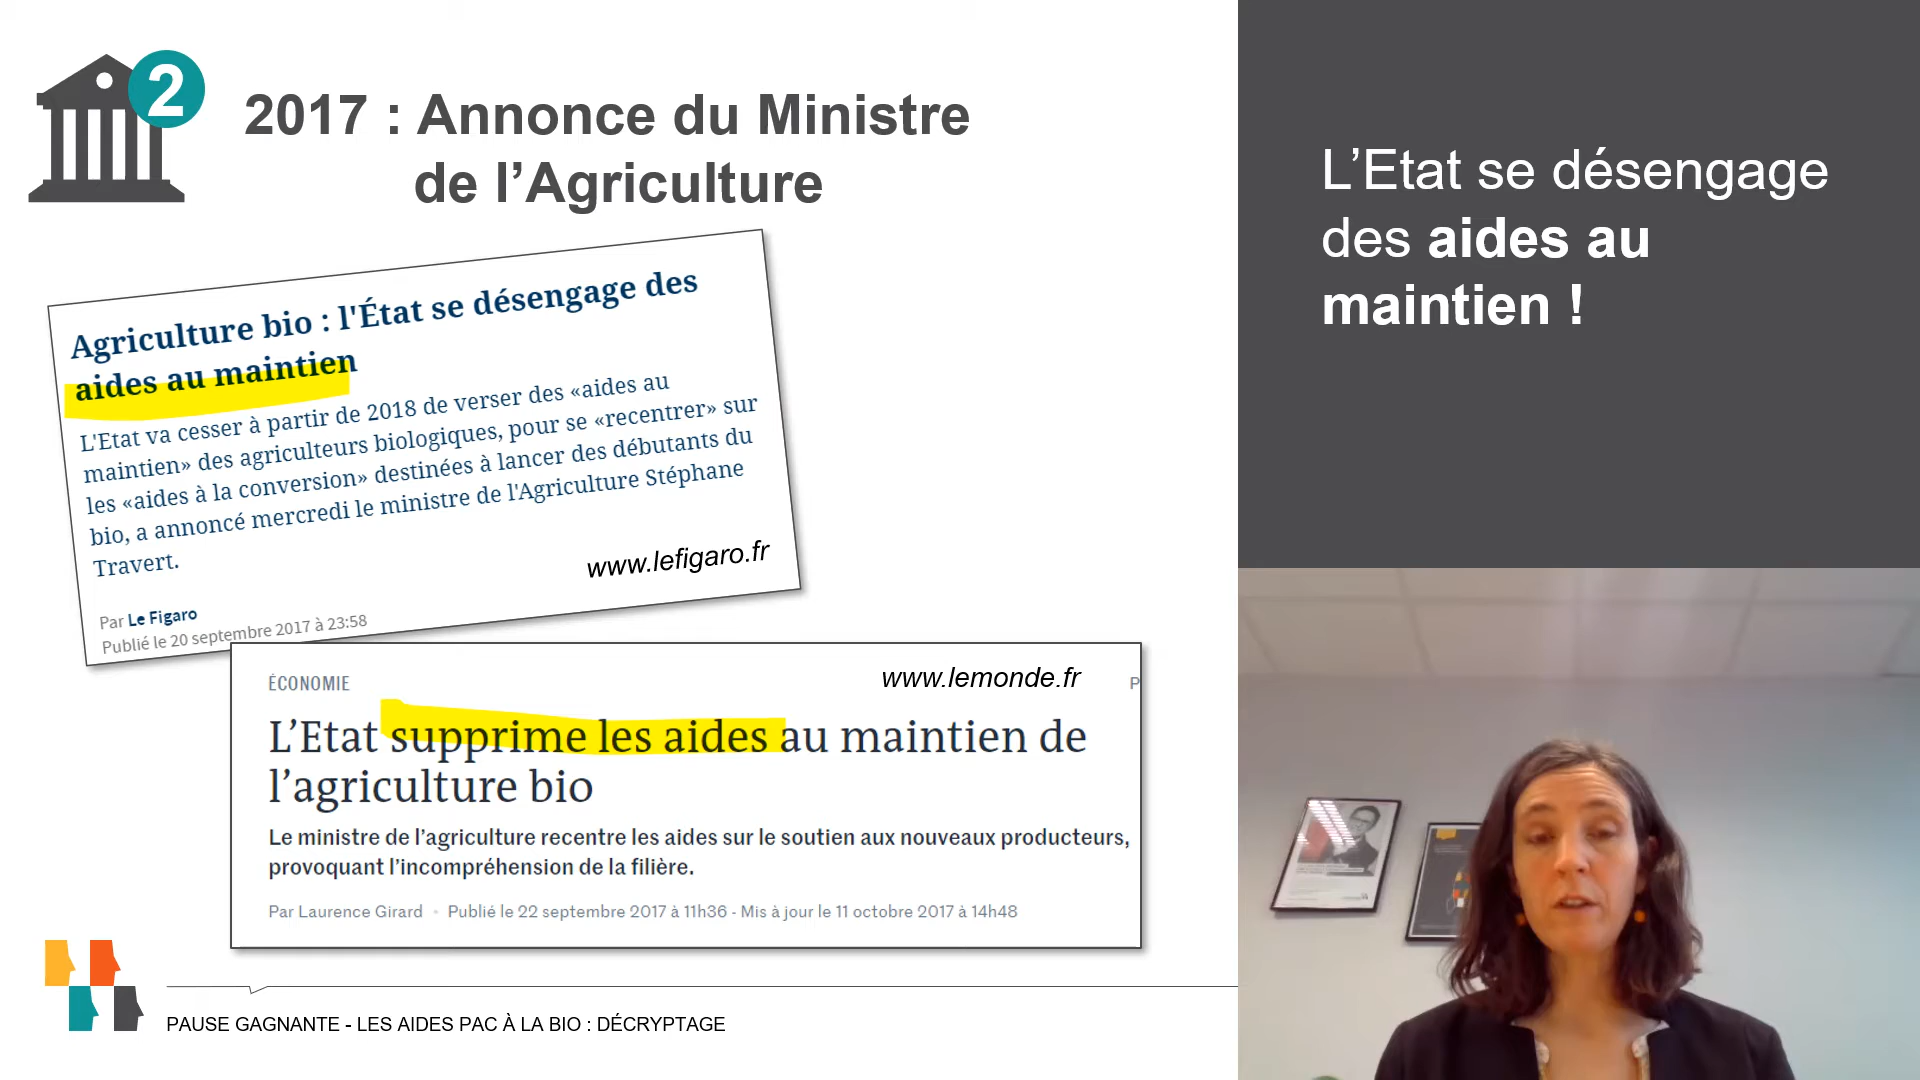 2
2017 : Annonce du Ministre
de l’Agriculture
Agriculture bio : l'État se désengage des
aides au maintien
L'Etat va cesser à partir de 2018 de verser des «aides au
maintien» des agriculteurs biologiques, pour se «recentrer» sur
les «aides à la conversion» destinées à lancer des débutants du
bio, a annoncé mercredi le ministre de l'Agriculture Stéphane
Travert.
www.lefigaro.fr
Par Le Figaro
Publié le 20 septembre 2017 à 23:58
ÉCONOMIE
www.lemonde.fr
P
L’Etat supprime les aides au maintien de
l’agriculture bio
Le ministre de l’agriculture recentre les aides sur le soutien aux nouveaux producteurs,
provoquant l’incompréhension de la filière.
Par Laurence Girard • Publié le 22 septembre 2017 à 11h36 - Mis à jour le 11 octobre 2017 à 14h48
PAUSE GAGNANTE - LES AIDES PAC À LA BIO : DÉCRYPTAGE
L’Etat se désengage
des aides au
maintien !